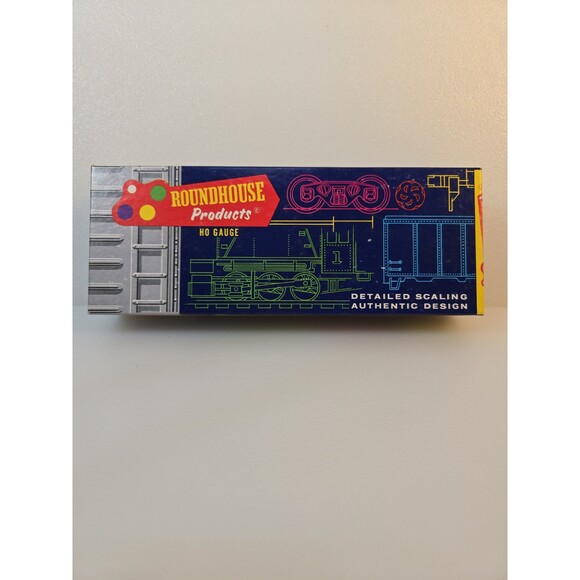 ROUNDHOUSE
Products©
HO GAUGE
1
DETAILED SCALING
AUTHENTIC DESIGN